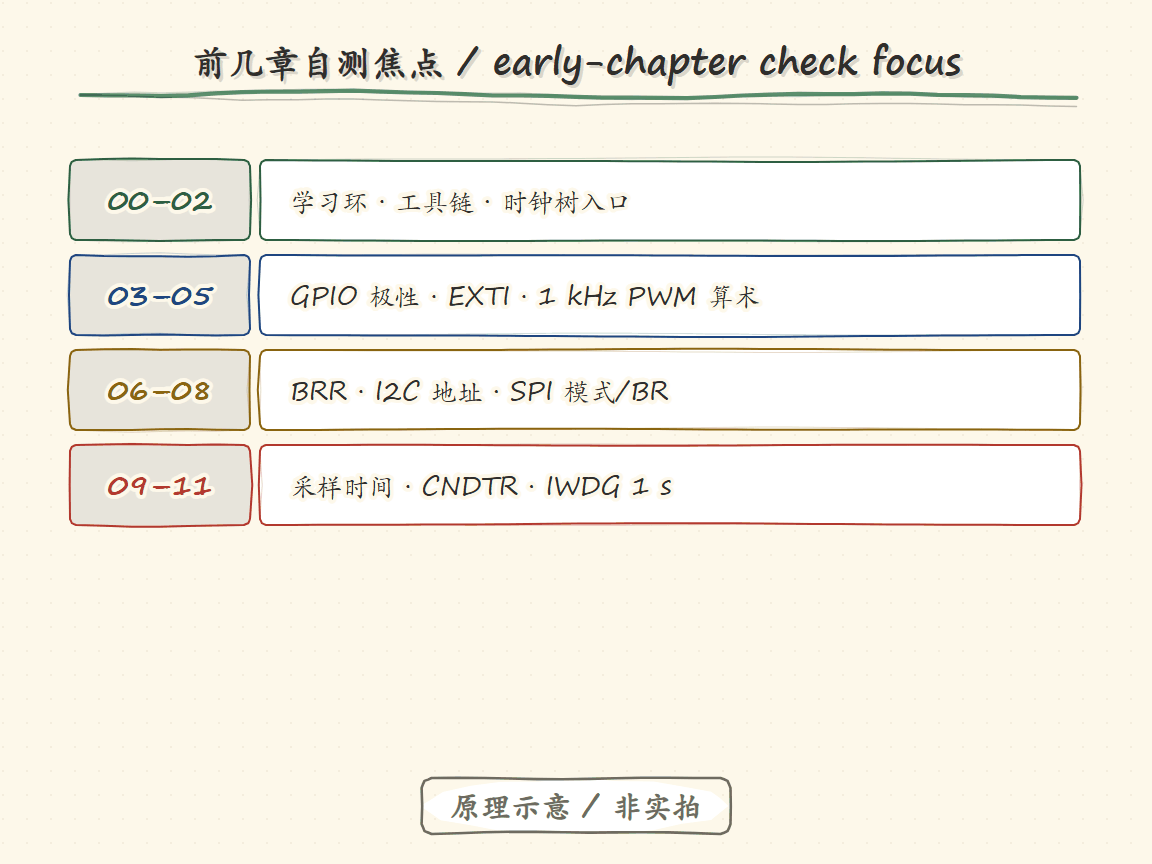 前几章自测焦点 / early-chapter check focus
00–02
学习环 · 工具链 · 时钟树入口
03–05
GPIO 极性 · EXTI · 1 kHz PWM 算术
06–08
BRR · I2C 地址 · SPI 模式/BR
09–11
采样时间 · CNDTR · IWDG 1 s
原理示意 / 非实拍